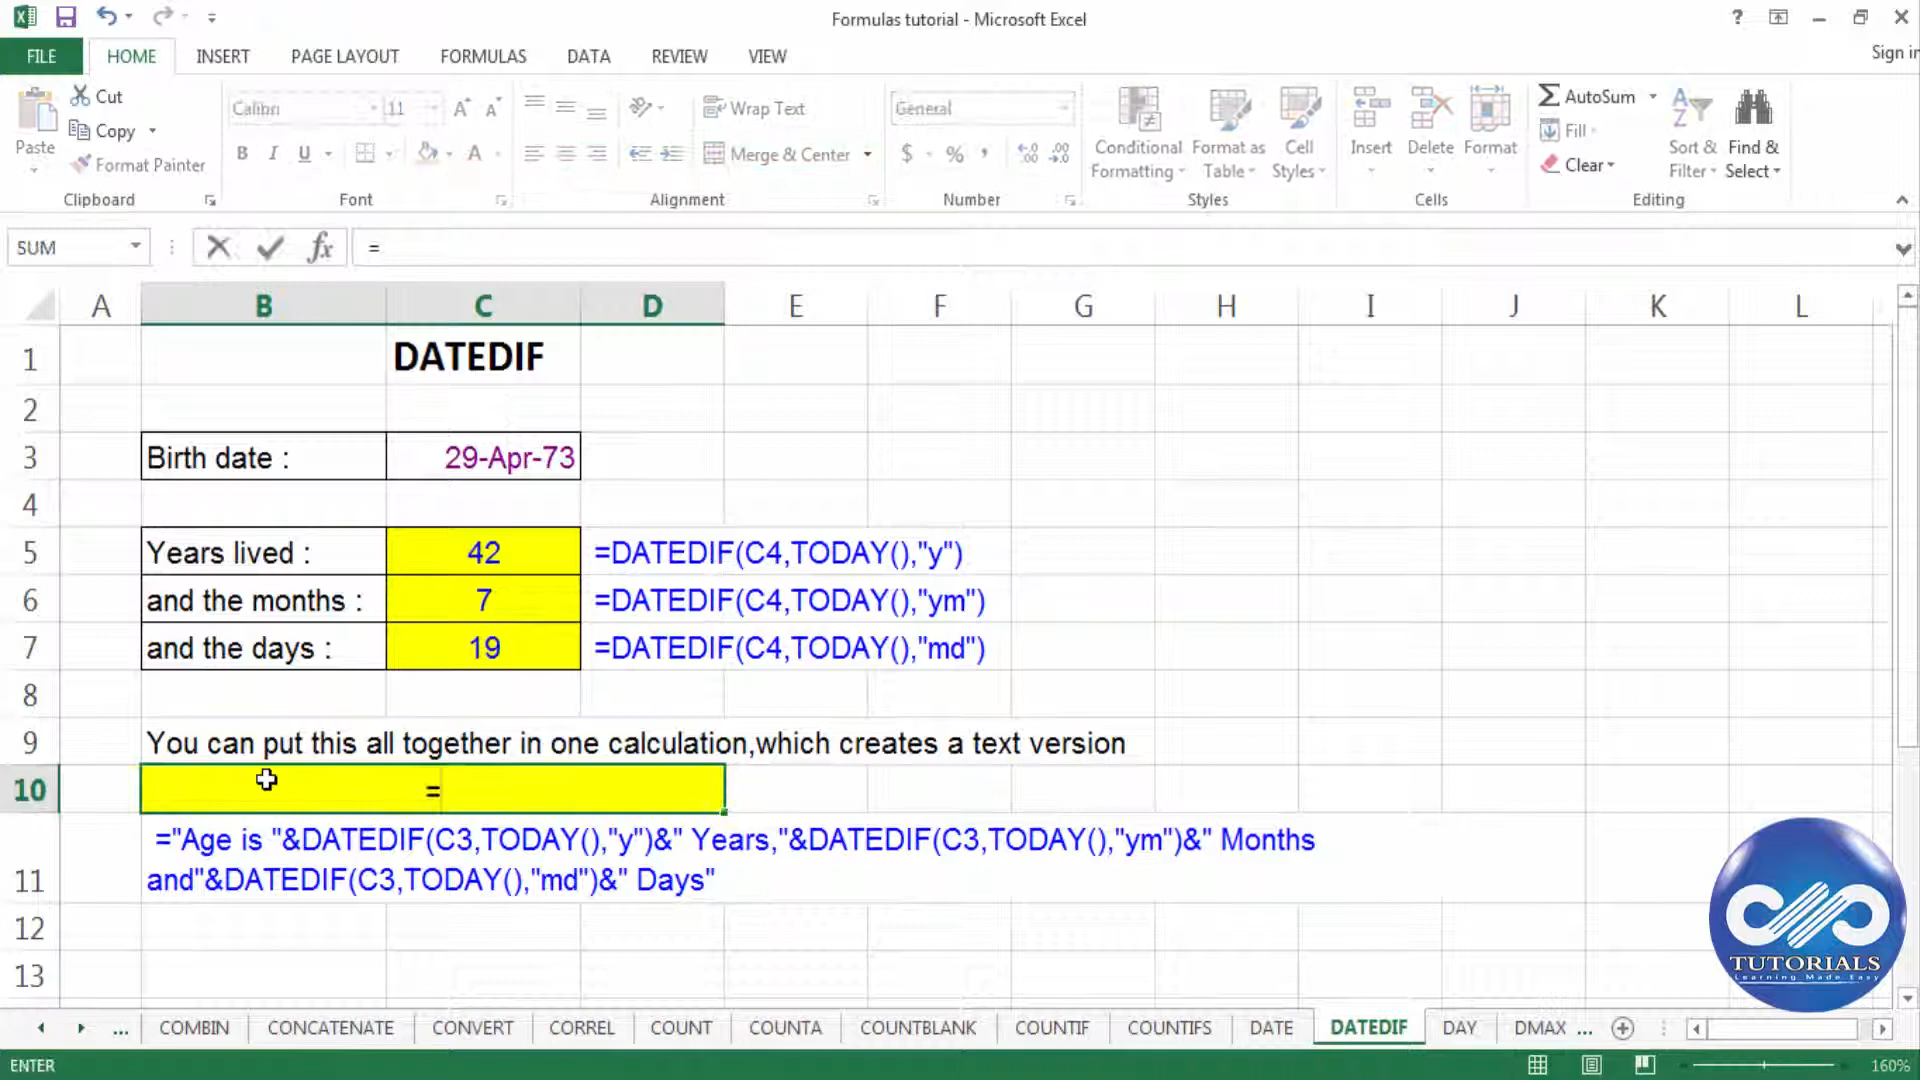 Formulas tutorial - Microsoft Excel
?
FILE HOME INSERT PAGE LAYOUT FORMULAS DATA REVIEW VIEW Sign in
Paste
Cut
Copy
Format Painter
Clipboard
Calibri 11
B I U
Font
Wrap Text
Merge & Center
Alignment
General
$ % ,
Number
Conditional Formatting
Format as Table
Cell Styles
Styles
Insert Delete Format
Cells
AutoSum
Fill
Clear
Sort & Filter
Find & Select
Editing
SUM fx =
A B C D E F G H I J K L
1 DATEDIF
2
3 Birth date : 29-Apr-73
4
5 Years lived : 42 =DATEDIF(C4,TODAY(),"y")
6 and the months : 7 =DATEDIF(C4,TODAY(),"ym")
7 and the days : 19 =DATEDIF(C4,TODAY(),"md")
8
9 You can put this all together in one calculation,which creates a text version
10 =
="Age is "&DATEDIF(C3,TODAY(),"y")&" Years,"&DATEDIF(C3,TODAY(),"ym")&" Months
11 and"&DATEDIF(C3,TODAY(),"md")&" Days"
12
13
TUTORIALS
Learning Made Easy
... COMBIN CONCATENATE CONVERT CORREL COUNT COUNTA COUNTBLANK COUNTIF COUNTIFS DATE DATEDIF DAY DMAX ...
ENTER 160%